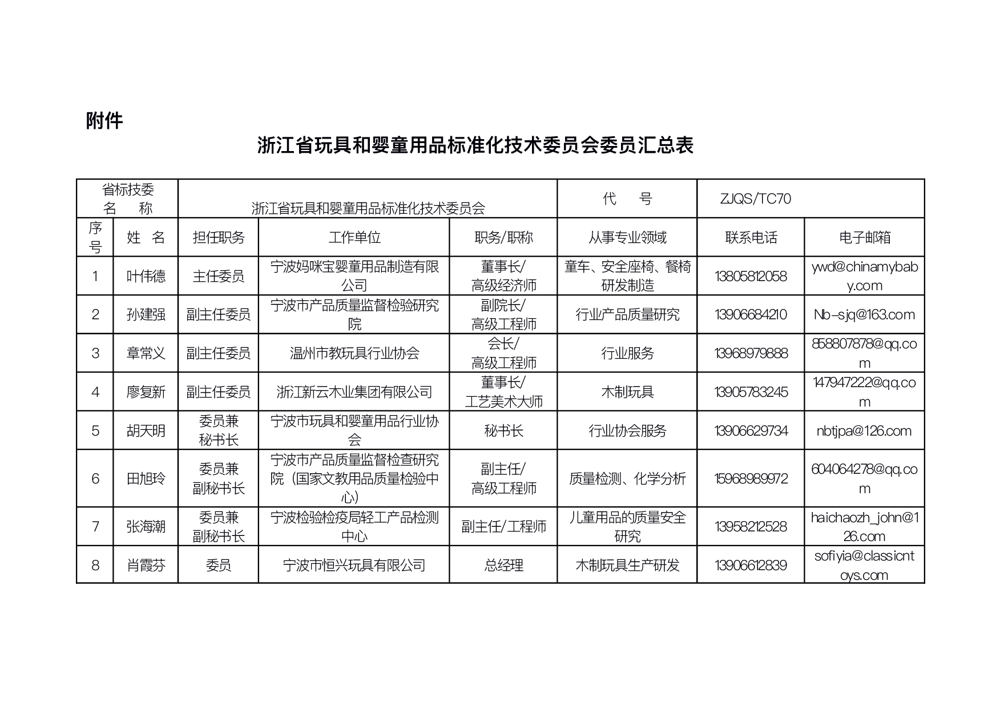 附件
浙江省玩具和婴童用品标准化技术委员会委员汇总表
省标技委
名 称
浙江省玩具和婴童用品标准化技术委员会
代 号
ZJQS/TC70
序
号
姓 名
担任职务
工作单位
职务/职称
从事专业领域
联系电话
电子邮箱
1
叶伟德
主任委员
宁波妈咪宝婴童用品制造有限
公司
董事长/
高级经济师
童车、安全座椅、餐椅
研发制造
13805812058
ywd@chinamybab
y.com
2
孙建强
副主任委员
宁波市产品质量监督检验研究
院
副院长/
高级工程师
行业产品质量研究
13906684210
Nb-sjq@163.com
3
章常义
副主任委员
温州市教玩具行业协会
会长/
高级工程师
行业服务
13968979888
858807878@qq.co
m
4
廖复新
副主任委员
浙江新云木业集团有限公司
董事长/
工艺美术大师
木制玩具
13905783245
147947222@qq.co
m
5
胡天明
委员兼
秘书长
宁波市玩具和婴童用品行业协
会
秘书长
行业协会服务
13906629734
nbtjpa@126.com
6
田旭玲
委员兼
副秘书长
宁波市产品质量监督检查研究
院（国家文教用品质量检验中
心）
副主任/
高级工程师
质量检测、化学分析
15968989972
604064278@qq.co
m
7
张海潮
委员兼
副秘书长
宁波检验检疫局轻工产品检测
中心
副主任/工程师
儿童用品的质量安全
研究
13958212528
haichaozh_john@1
26.com
8
肖霞芬
委员
宁波市恒兴玩具有限公司
总经理
木制玩具生产研发
13906612839
sofiyia@classicnt
oys.com